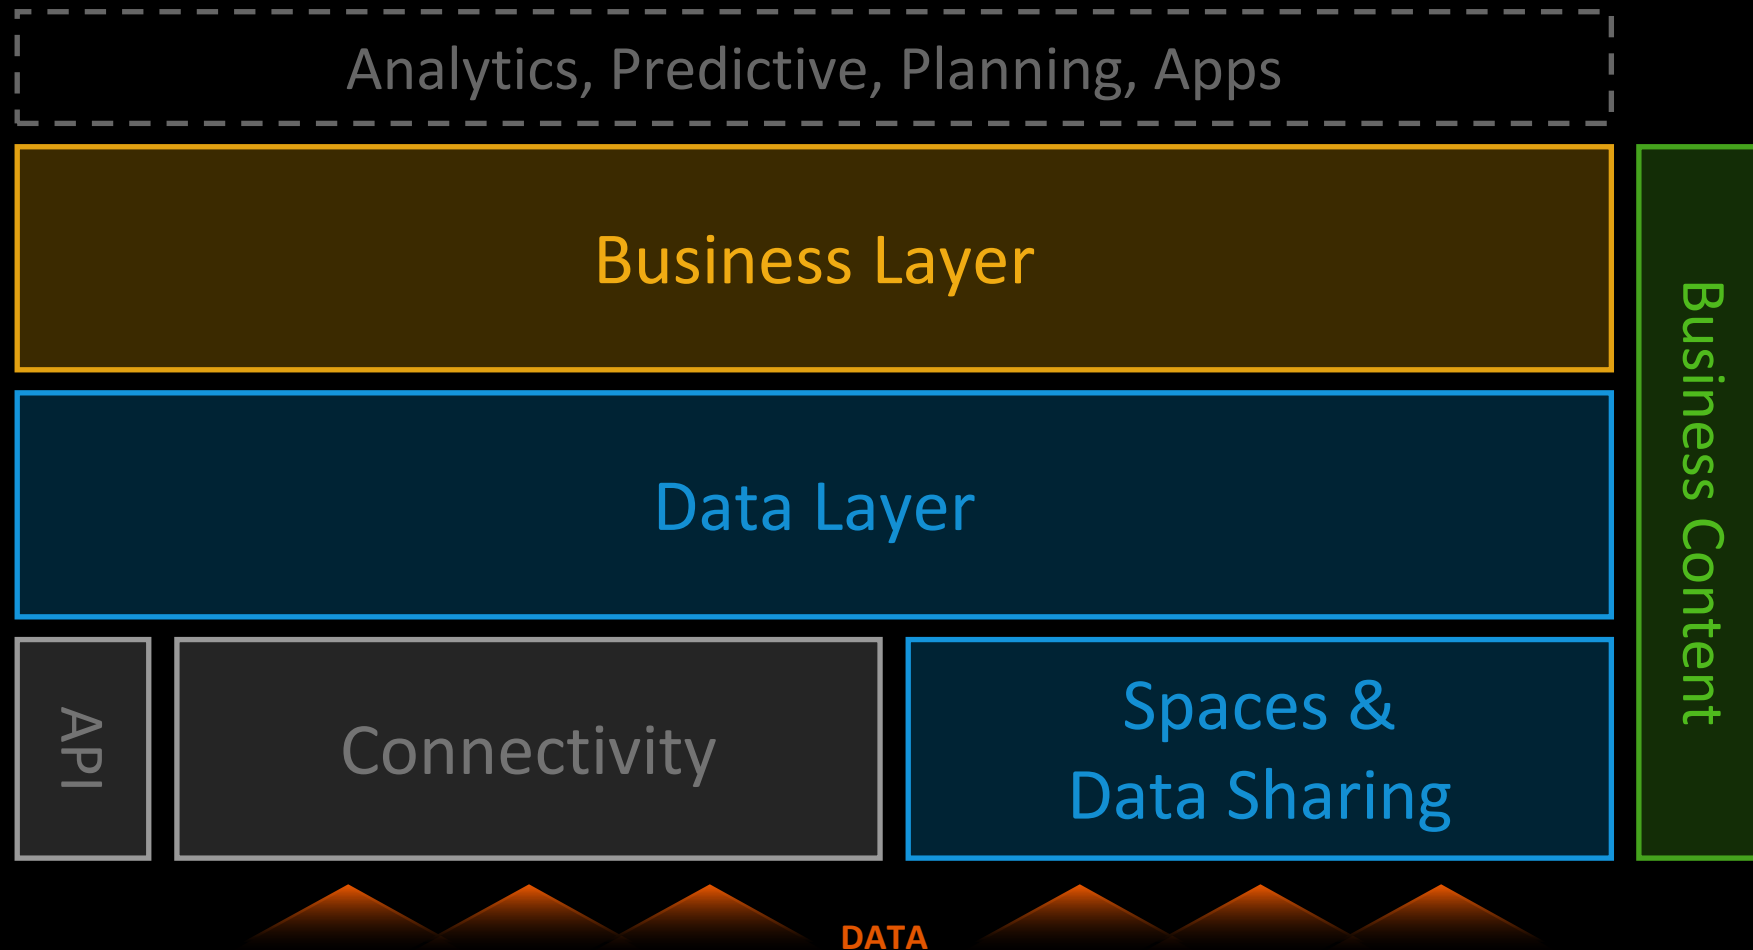 Analytics, Predictive, Planning, Apps
Business Layer
Business Content
Data Layer
API
Connectivity
Spaces &
Data Sharing
DATA